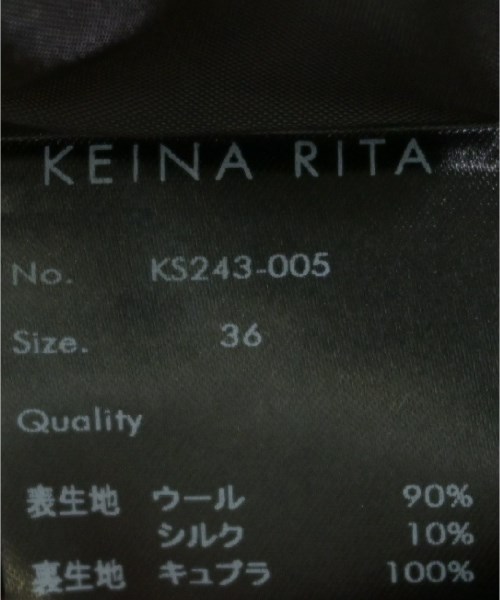 KEINA RITA
No. KS243-005
Size. 36
Quality
表生地 ウール 90%
シルク 10%
裏生地 キュプラ 100%